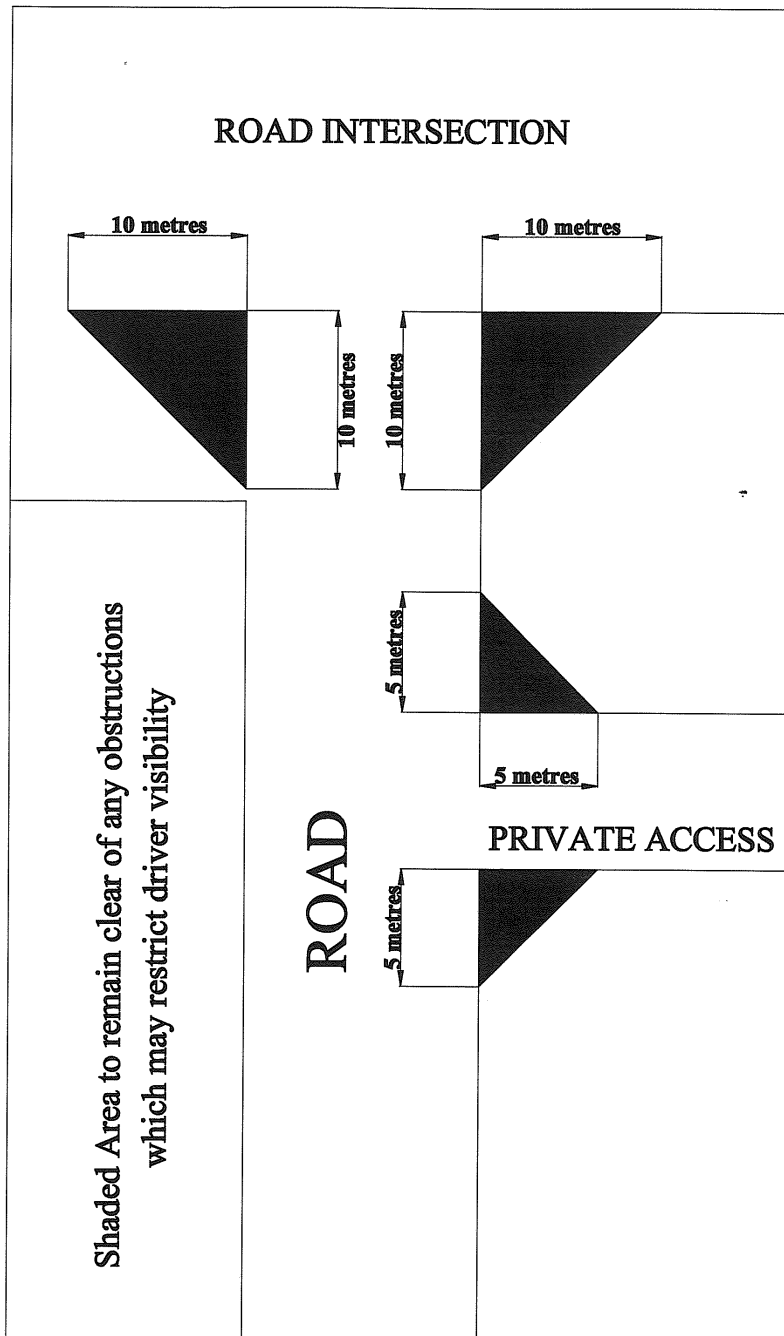 ROAD INTERSECTION
10 metres
10 metres
10 metres
10 metres
5 metres
5 metres
PRIVATE ACCESS
5 metres
ROAD
Shaded Area to remain clear of any obstructions
which may restrict driver visibility